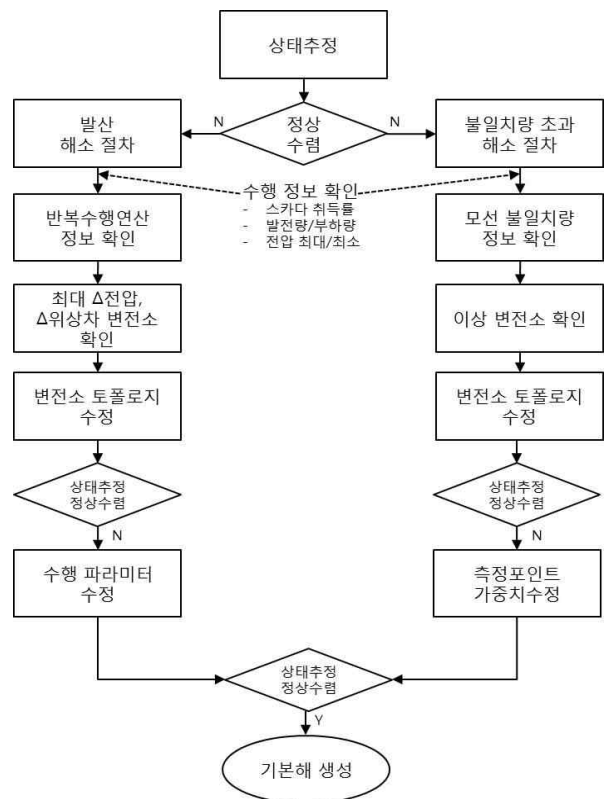 상태추정
N
정상
수렴
N
발산
해소 절차
불일치량 초과
해소 절차
수행 정보 확인
- 스카다 취득률
- 발전량/부하량
- 전압 최대/최소
반복수행연산
정보 확인
모선 불일치량
정보 확인
최대 Δ전압,
Δ위상차 변전소
확인
이상 변전소 확인
변전소 토폴로지
수정
변전소 토폴로지
수정
상태추정
정상수렴
상태추정
정상수렴
N
N
수행 파라미터
수정
측정포인트
가중치수정
상태추정
정상수렴
Y
기본해 생성